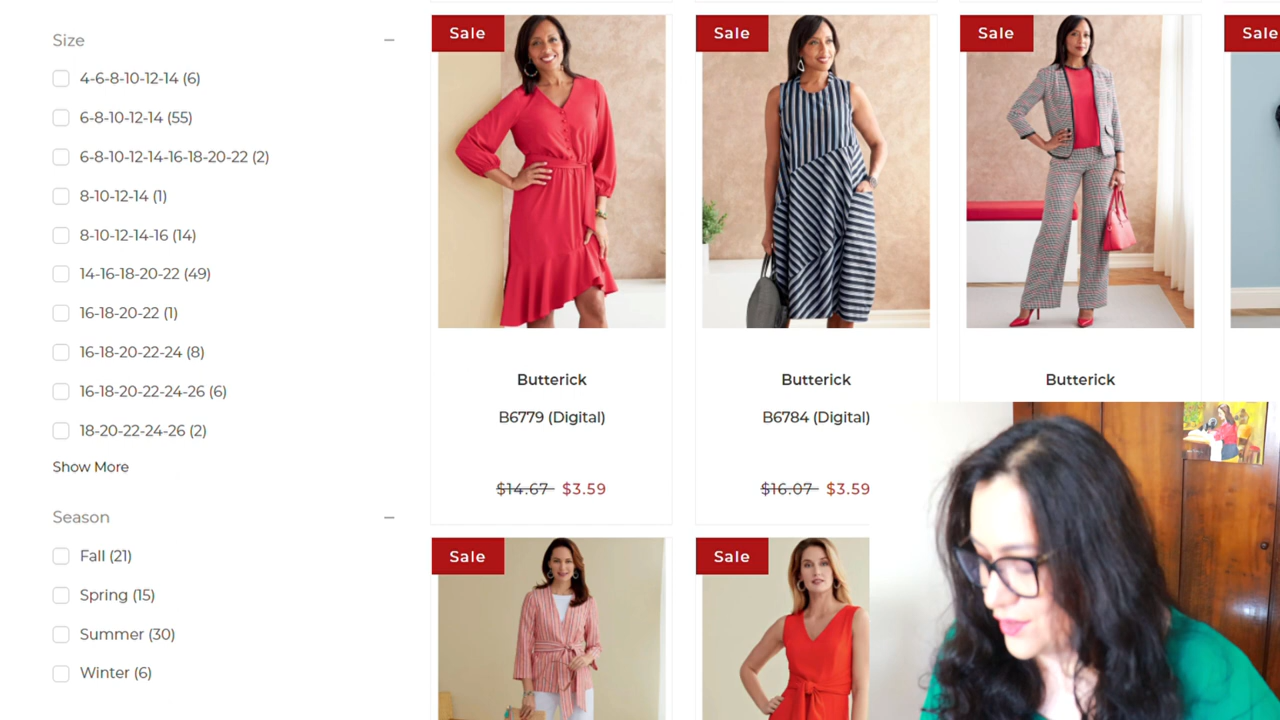 Size
4-6-8-10-12-14 (6)
6-8-10-12-14 (55)
6-8-10-12-14-16-18-20-22 (2)
8-10-12-14 (1)
8-10-12-14-16 (14)
14-16-18-20-22 (49)
16-18-20-22 (1)
16-18-20-22-24 (8)
16-18-20-22-24-26 (6)
18-20-22-24-26 (2)
Show More
Season
Fall (21)
Spring (15)
Summer (30)
Winter (6)
Sale
Butterick
B6779 (Digital)
$14.67 $3.59
Sale
Butterick
B6784 (Digital)
$16.07 $3.59
Sale
Butterick
Sale
Sale
Sale